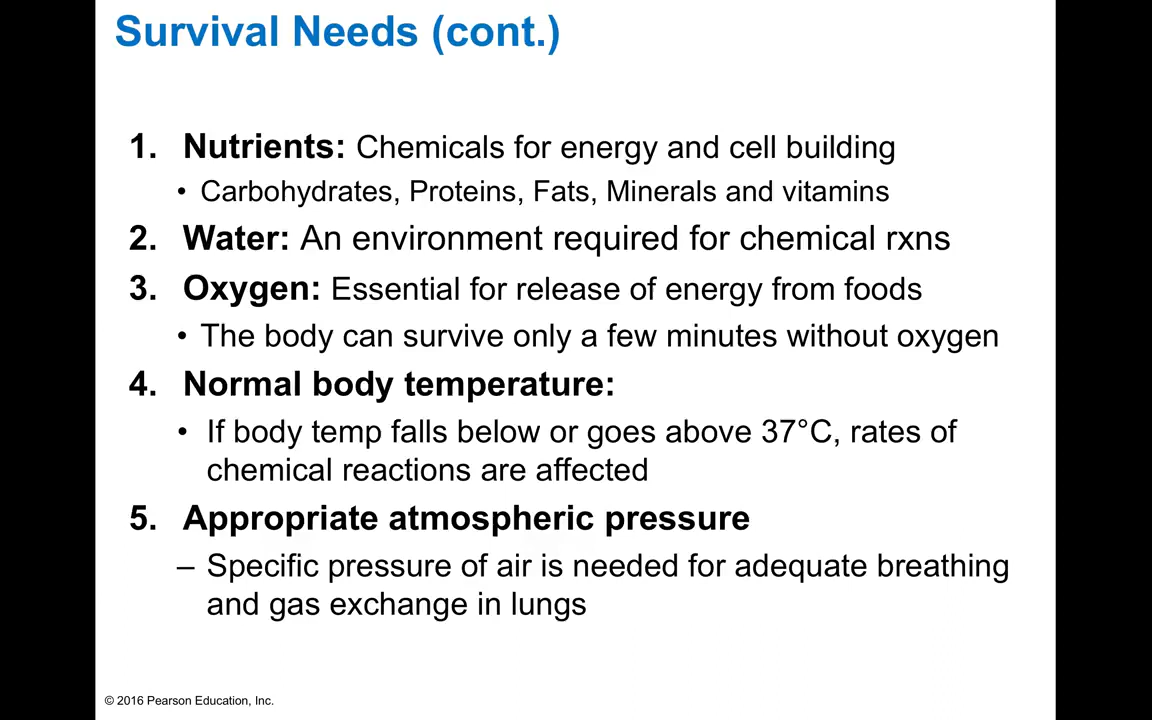 Survival Needs (cont.)
1. Nutrients: Chemicals for energy and cell building
• Carbohydrates, Proteins, Fats, Minerals and vitamins
2. Water: An environment required for chemical rxns
3. Oxygen: Essential for release of energy from foods
• The body can survive only a few minutes without oxygen
4. Normal body temperature:
• If body temp falls below or goes above 37°C, rates of
chemical reactions are affected
5. Appropriate atmospheric pressure
– Specific pressure of air is needed for adequate breathing
and gas exchange in lungs
© 2016 Pearson Education, Inc.